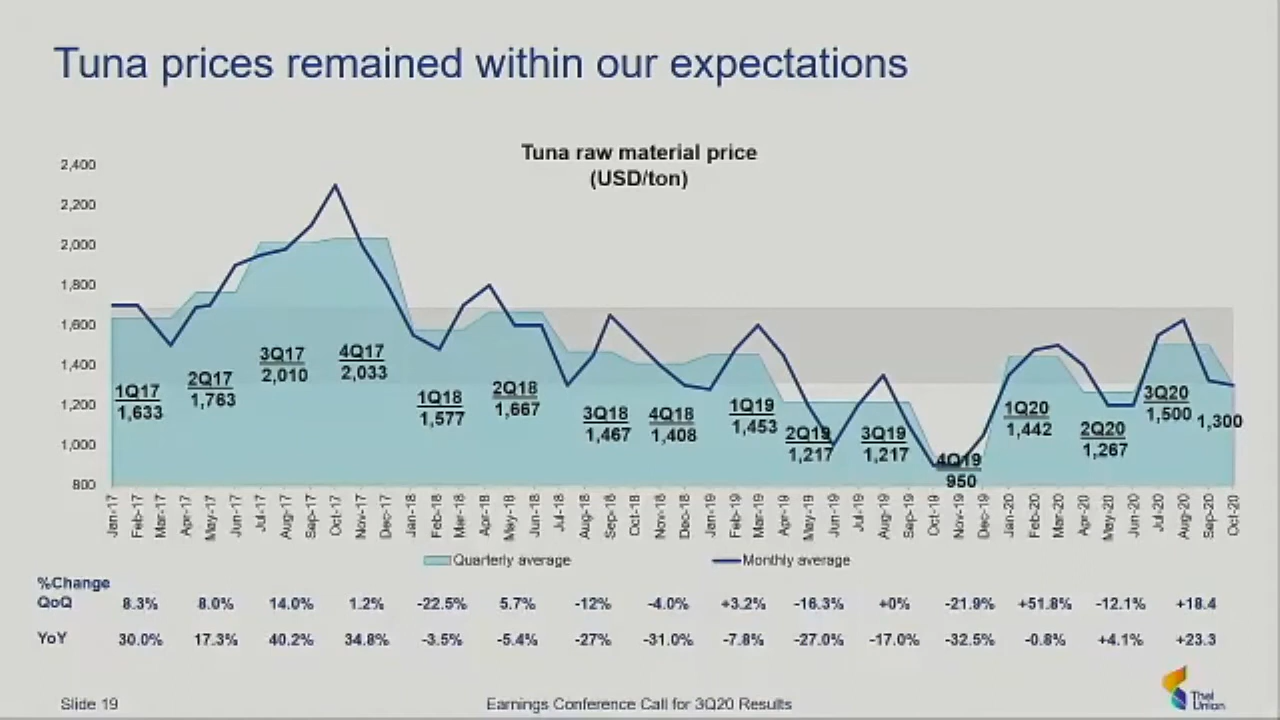 Tuna prices remained within our expectations
Tuna raw material price
(USD/ton)
2,400
2,200
2,000
1,800
1,600
1,400
1,200
1,000
800
1Q17
1,633
2Q17
1,763
3Q17
2,010
4Q17
2,033
1Q18
1,577
2Q18
1,667
3Q18
1,467
4Q18
1,408
1Q19
1,453
2Q19
1,217
3Q19
1,217
4Q19
950
1Q20
1,442
2Q20
1,267
3Q20
1,500
1,300
Jan-17 Feb-17 Mar-17 Apr-17 May-17 Jun-17 Jul-17 Aug-17 Sep-17 Oct-17 Nov-17 Dec-17 Jan-18 Feb-18 Mar-18 Apr-18 May-18 Jun-18 Jul-18 Aug-18 Sep-18 Oct-18 Nov-18 Dec-18 Jan-19 Feb-19 Mar-19 Apr-19 May-19 Jun-19 Jul-19 Aug-19 Sep-19 Oct-19 Nov-19 Dec-19 Jan-20 Feb-20 Mar-20 Apr-20 May-20 Jun-20 Jul-20 Aug-20 Sep-20 Oct-20
Quarterly average Monthly average
%Change
QoQ 8.3% 8.0% 14.0% 1.2% -22.5% 5.7% -12% -4.0% +3.2% -16.3% +0% -21.9% +51.8% -12.1% +18.4
YoY 30.0% 17.3% 40.2% 34.8% -3.5% -5.4% -27% -31.0% -7.8% -27.0% -17.0% -32.5% -0.8% +4.1% +23.3
Slide 19
Earnings Conference Call for 3Q20 Results
Thai
Union